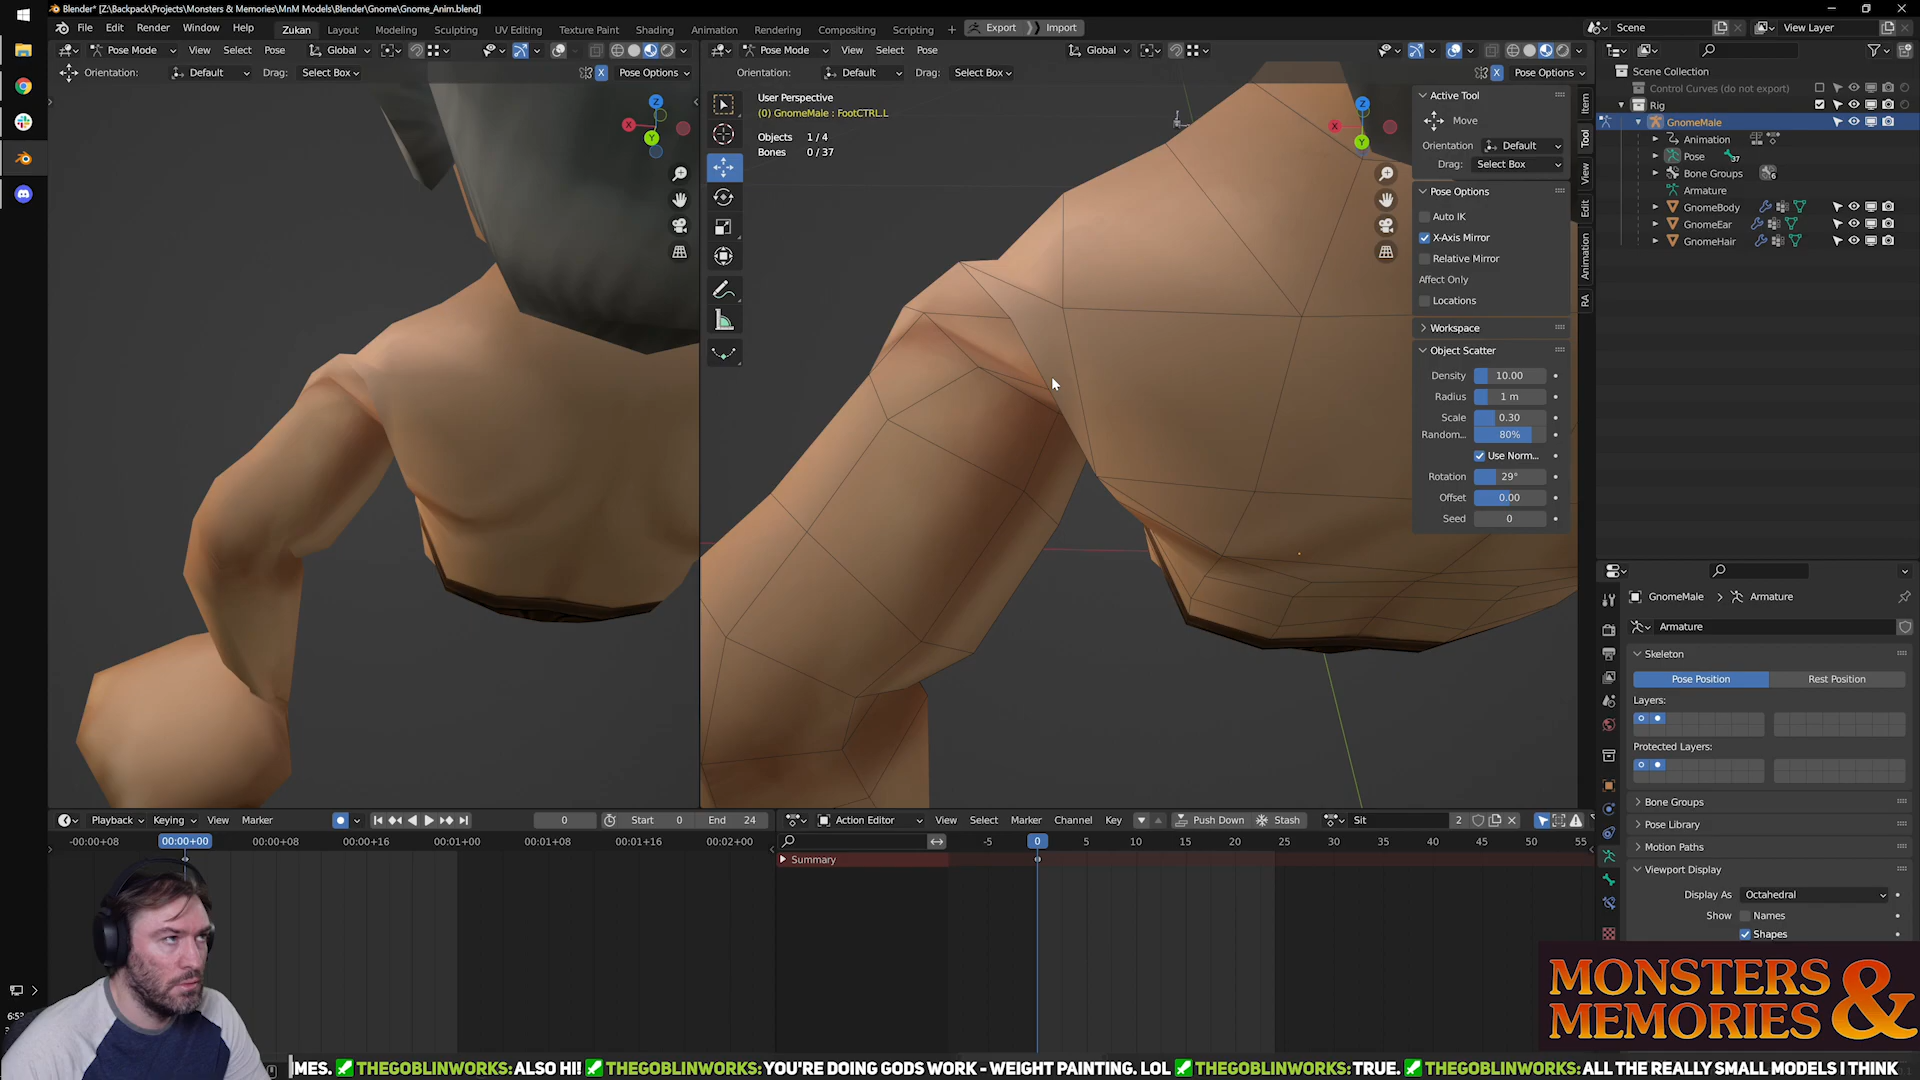 Blender* [Z:\Backpack\Projects\Monsters & Memories\MnM Models\Blender\Gnome\Gnome_Anim.blend]
File Edit Render Window Help Zukan Layout Modeling Sculpting UV Editing Texture Paint Shading Animation Rendering Compositing Scripting + Export Import Scene View Layer
Pose Mode View Select Pose Global
Pose Mode View Select Pose Global
Orientation: Default Drag: Select Box X Pose Options
Orientation: Default Drag: Select Box X Pose Options
User Perspective
(0) GnomeMale : FootCTRL.L
Objects 1 / 4
Bones 0 / 37
Z
X
Y
Z
X
Y
Active Tool
Move
Orientation Default
Drag: Select Box
Pose Options
Auto IK
X-Axis Mirror
Relative Mirror
Affect Only
Locations
Workspace
Object Scatter
Density 10.00
Radius 1 m
Scale 0.30
Random... 80%
Use Norm...
Rotation 29°
Offset 0.00
Seed 0
Item
Tool
View
Edit
Animation
RA
Scene Collection
Control Curves (do not export)
Rig
GnomeMale
Animation
Pose 37
Bone Groups 6
Armature
GnomeBody
GnomeEar
GnomeHair
GnomeMale > Armature
Armature
Skeleton
Pose Position Rest Position
Layers:
Protected Layers:
Bone Groups
Pose Library
Motion Paths
Viewport Display
Display As Octahedral
Show Names
Shapes
Playback Keying View Marker 0 Start 0 End 24
-00:00+08 00:00+00 00:00+08 00:00+16 00:01+00 00:01+08 00:01+16 00:02+00
Action Editor View Select Marker Channel Key Push Down Stash Sit 2
-5 0 5 10 15 20 25 30 35 40 45 50 55
Summary
MONSTERS & MEMORIES
IMES. THEGOBLINWORKS: ALSO HI! THEGOBLINWORKS: YOU'RE DOING GODS WORK - WEIGHT PAINTING. LOL THEGOBLINWORKS: TRUE. THEGOBLINWORKS: ALL THE REALLY SMALL MODELS I THINK